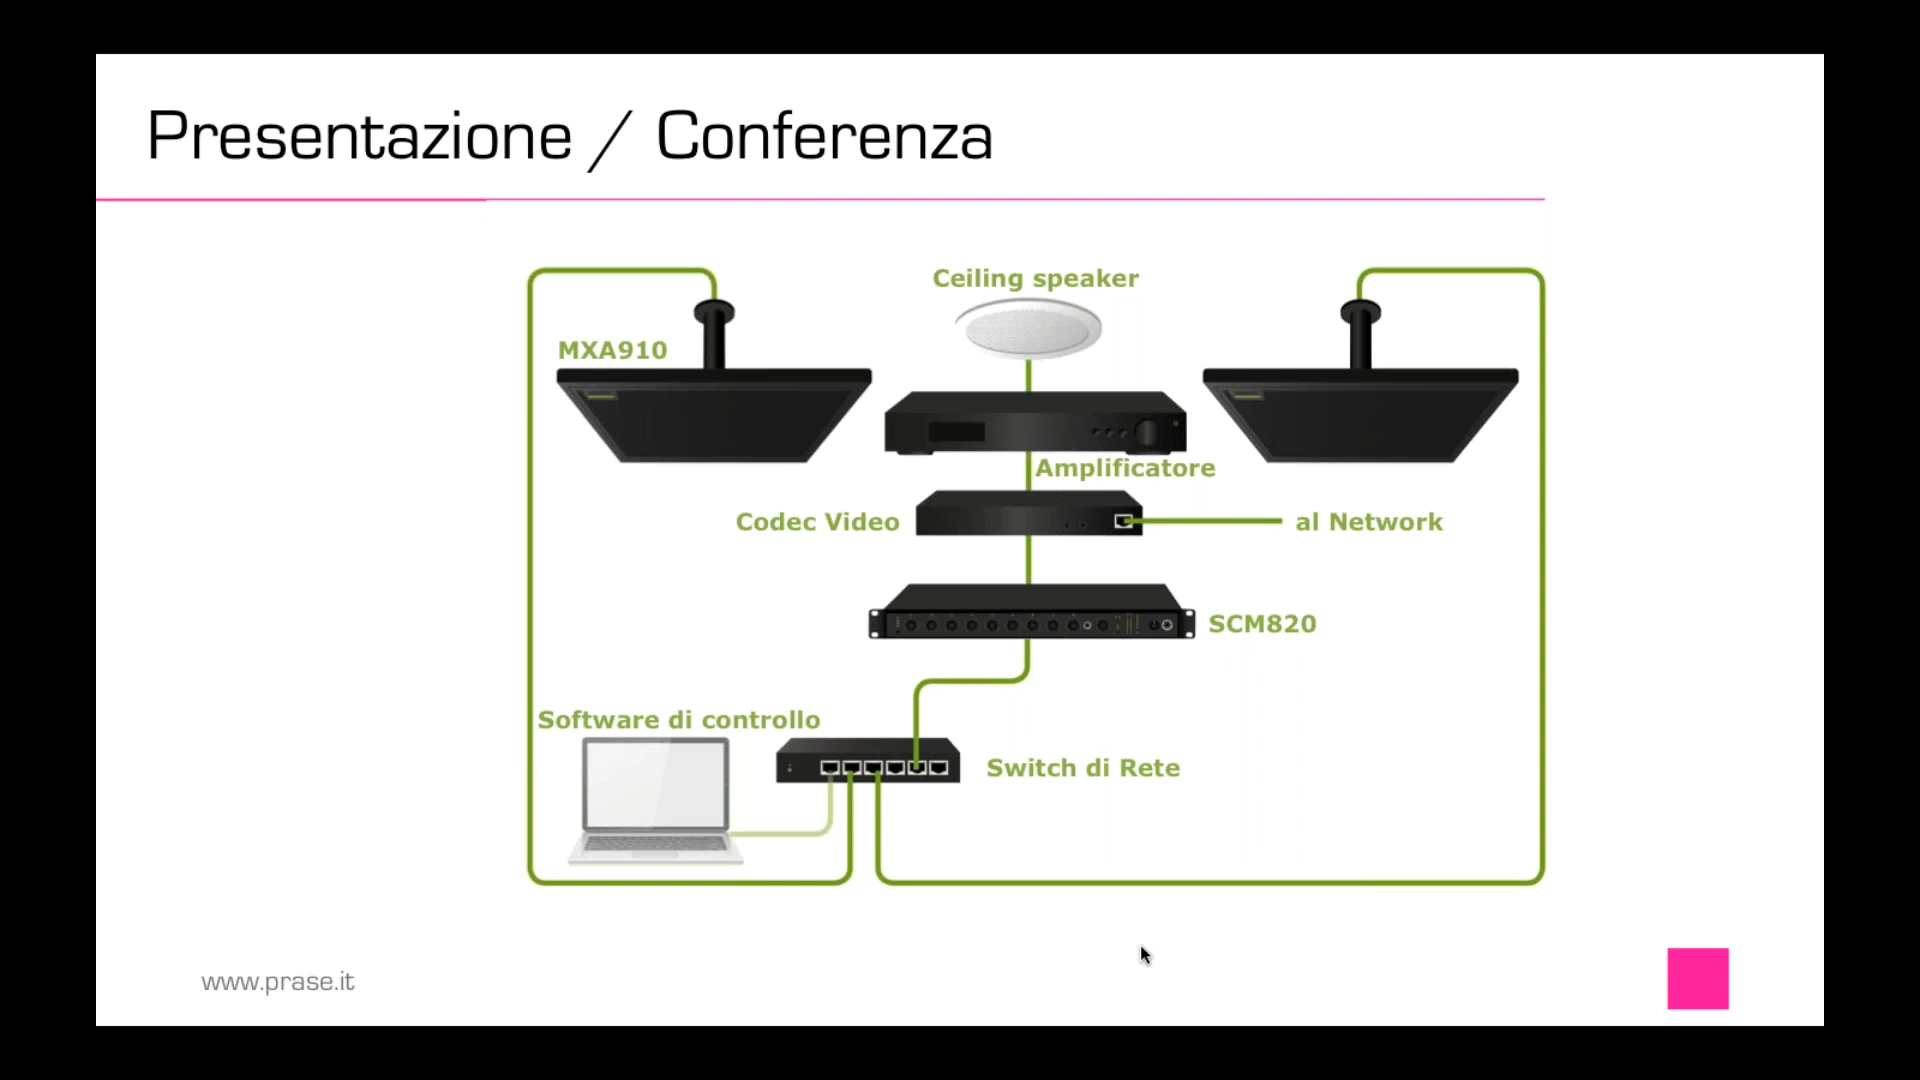 Presentazione / Conferenza
Ceiling speaker
MXA910
Amplificatore
Codec Video
al Network
SCM820
Software di controllo
Switch di Rete
www.prase.it